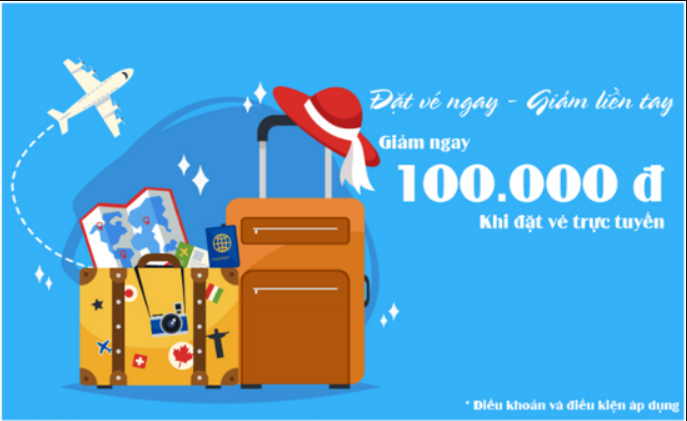 Đặt vé ngay - Giảm liền tay
Giảm ngay
100.000 đ
Khi đặt vé trực tuyến
PASSPORT
* Điều khoản và điều kiện áp dụng